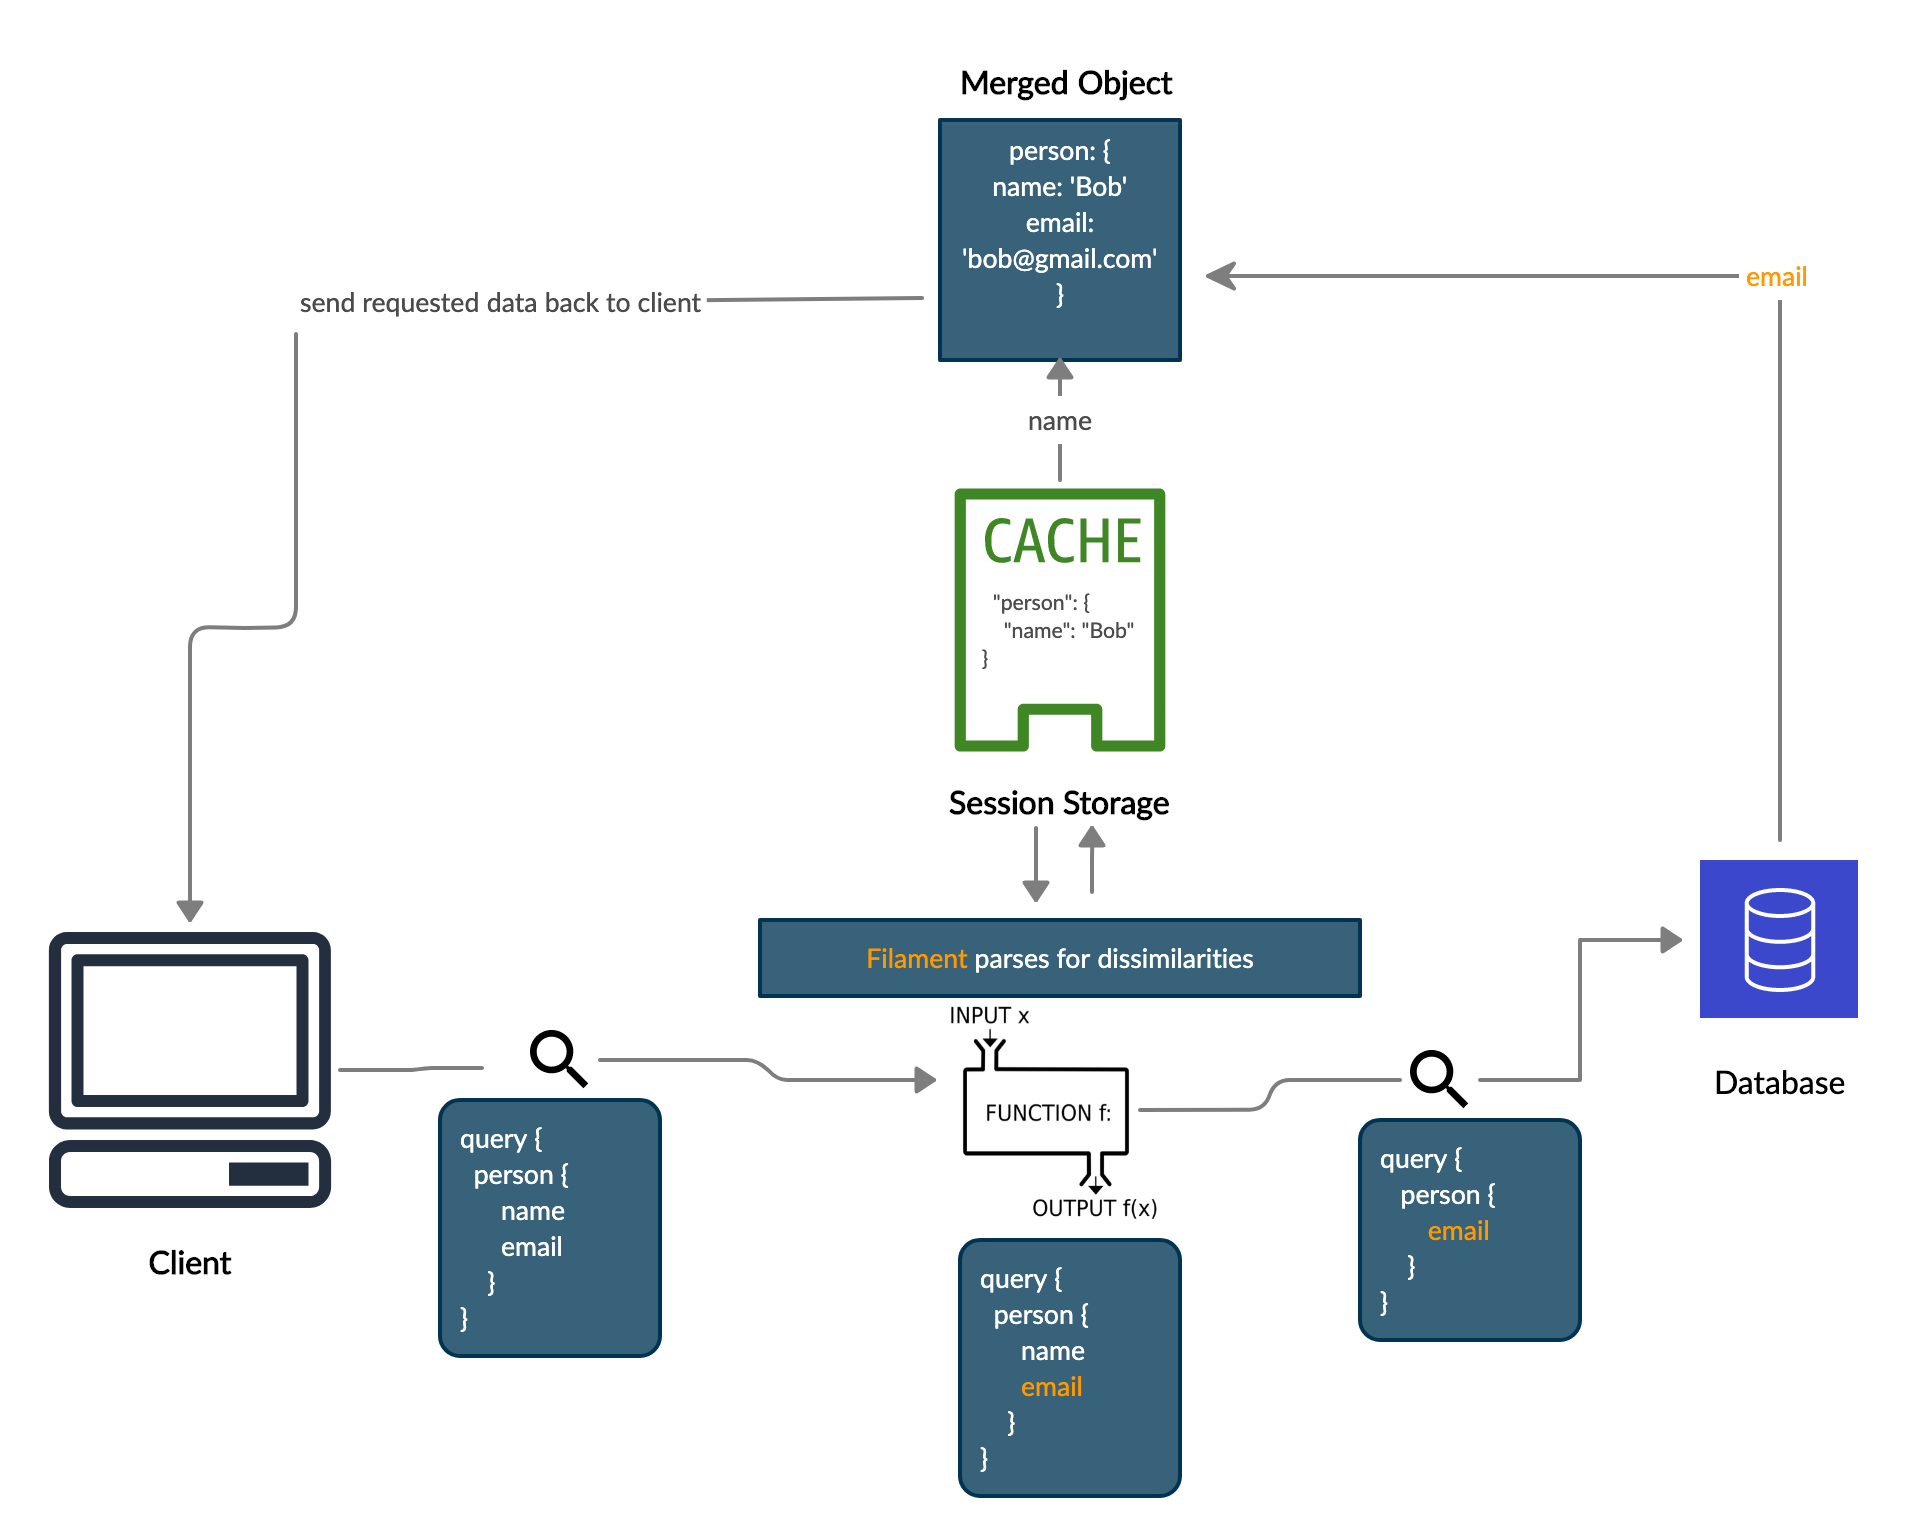 Merged Object
person: {
name: 'Bob'
email:
'bob@gmail.com'
}
send requested data back to client
email
name
CACHE
"person": {
"name": "Bob"
}
Session Storage
Filament parses for dissimilarities
INPUT x
FUNCTION f:
OUTPUT f(x)
Client
query {
person {
name
email
}
}
query {
person {
name
email
}
}
query {
person {
email
}
}
Database